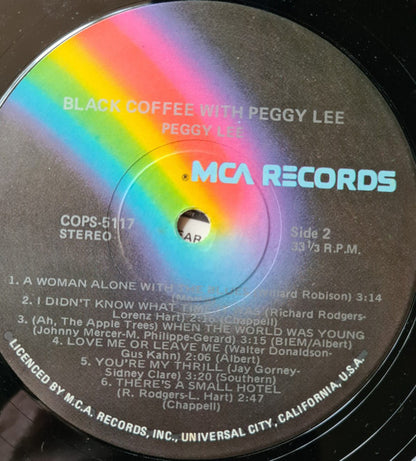 BLACK COFFEE WITH PEGGY LEE
PEGGY LEE
MCA RECORDS
COPS-5117
STEREO
Side 2
33 1/3 R.P.M.
1. A WOMAN ALONE WITH Robison) 3:14
2. I DIDN'T KNOW WHAT (Richard Rodgers-
Lorenz Hart) (Chappell)
3. (Ah, The Apple Trees) WHEN THE WORLD WAS YOUNG
(Johnny Mercer-M. Philippe-Gerard) 3:15 (BIEM/Albert)
4. LOVE ME OR LEAVE ME (Walter Donaldson-
Gus Kahn) 2:06 (Albert)
5. YOU'RE MY THRILL (Jay Gorney-
Sidney Clare) 3:20 (Southern)
6. THERE'S A SMALL HOTEL
(R. Rodgers-L. Hart) 2:47
(Chappell)
LICENCED BY M.C.A. RECORDS, INC., UNIVERSAL CITY, CALIFORNIA, U.S.A.